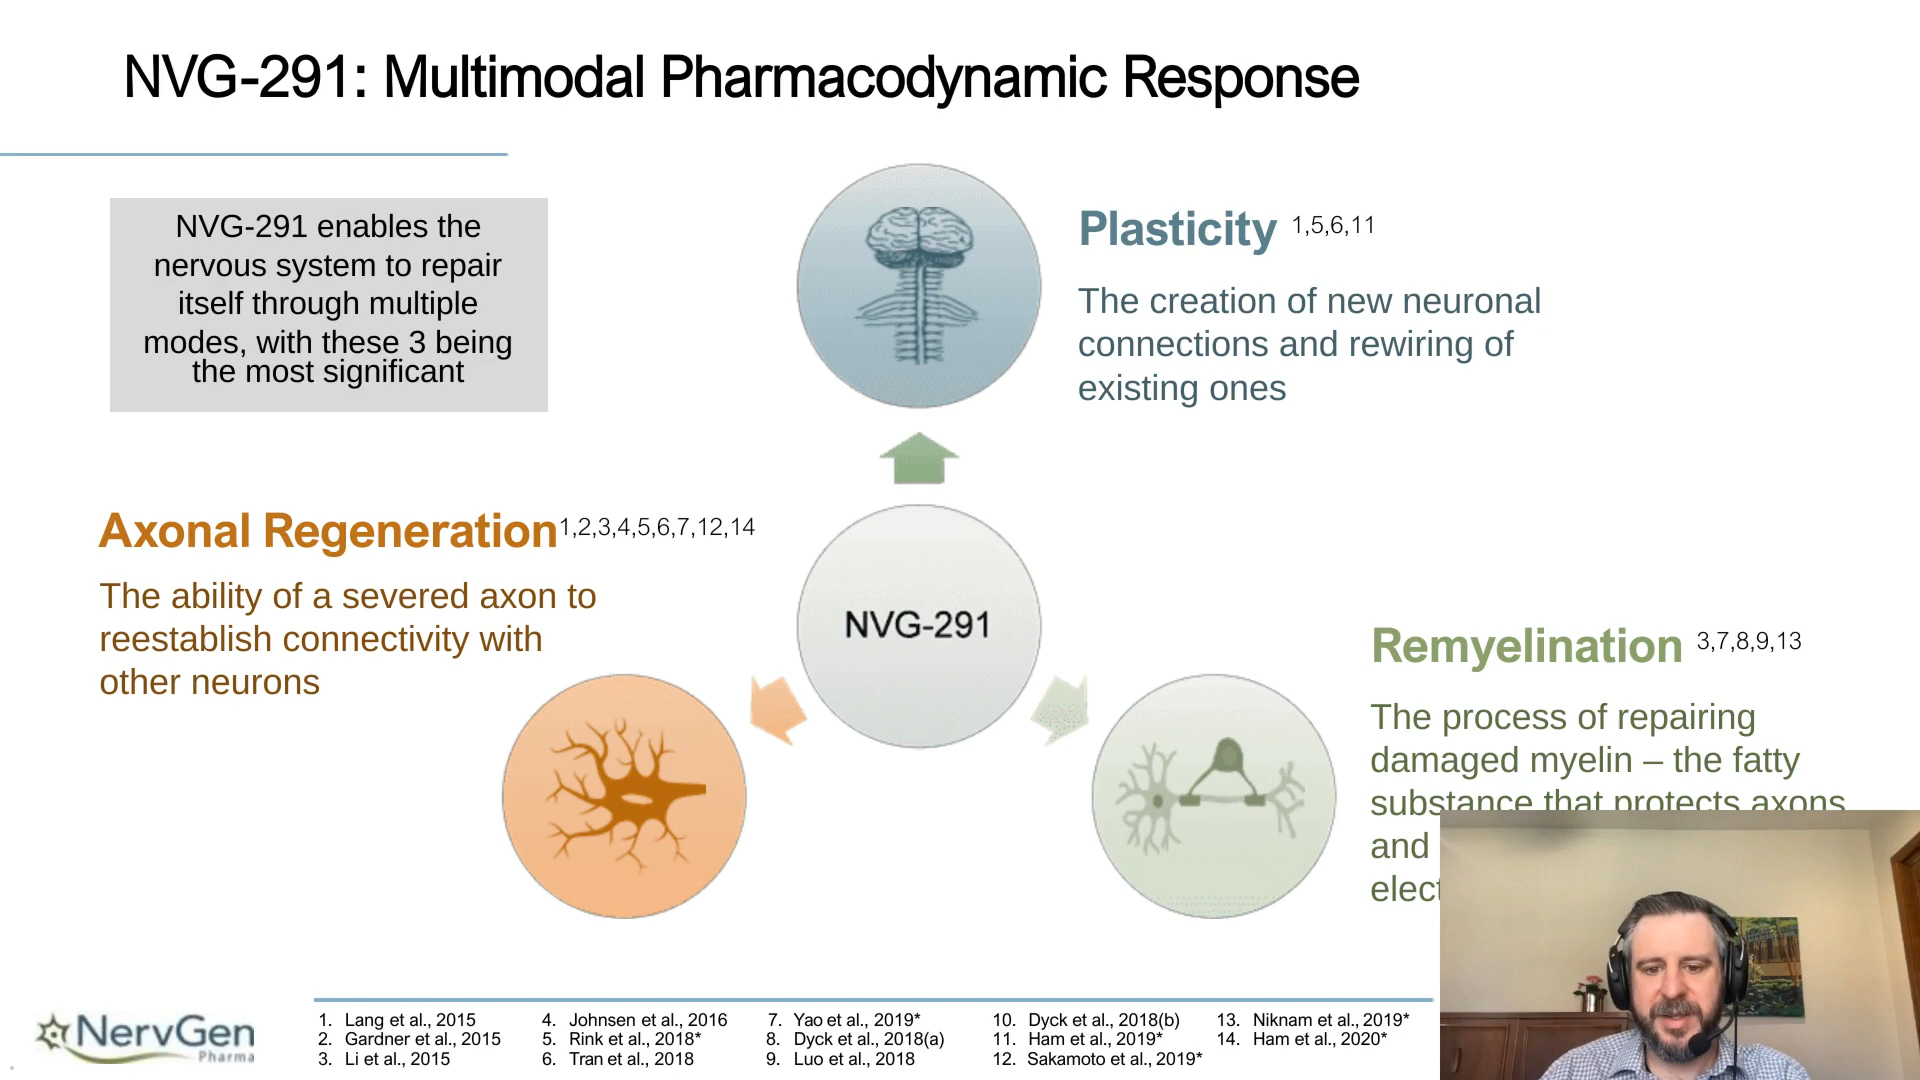 NVG-291: Multimodal Pharmacodynamic Response
NVG-291 enables the
nervous system to repair
itself through multiple
modes, with these 3 being
the most significant
Plasticity 1,5,6,11
The creation of new neuronal
connections and rewiring of
existing ones
Axonal Regeneration1,2,3,4,5,6,7,12,14
The ability of a severed axon to
reestablish connectivity with
other neurons
NVG-291
Remyelination 3,7,8,9,13
The process of repairing
damaged myelin – the fatty
substance that protects axons
and
NervGen
Pharma
1. Lang et al., 2015
2. Gardner et al., 2015
3. Li et al., 2015
4. Johnsen et al., 2016
5. Rink et al., 2018*
6. Tran et al., 2018
7. Yao et al., 2019*
8. Dyck et al., 2018(a)
9. Luo et al., 2018
10. Dyck et al., 2018(b)
11. Ham et al., 2019*
12. Sakamoto et al., 2019*
13. Niknam et al., 2019*
14. Ham et al., 2020*